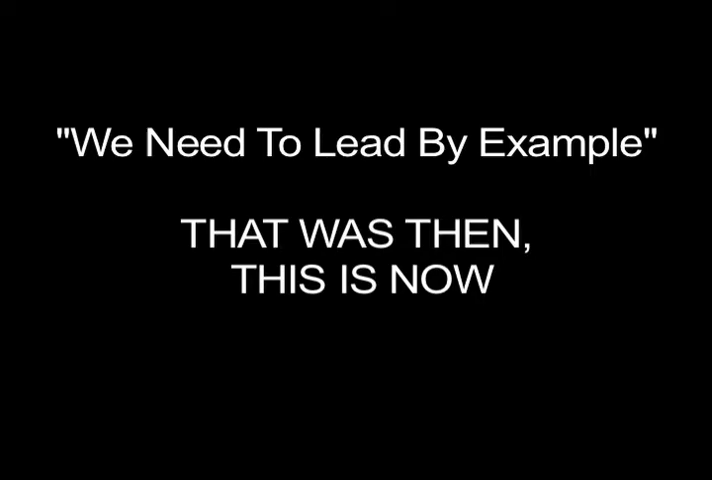 "We Need To Lead By Example"
THAT WAS THEN,
THIS IS NOW